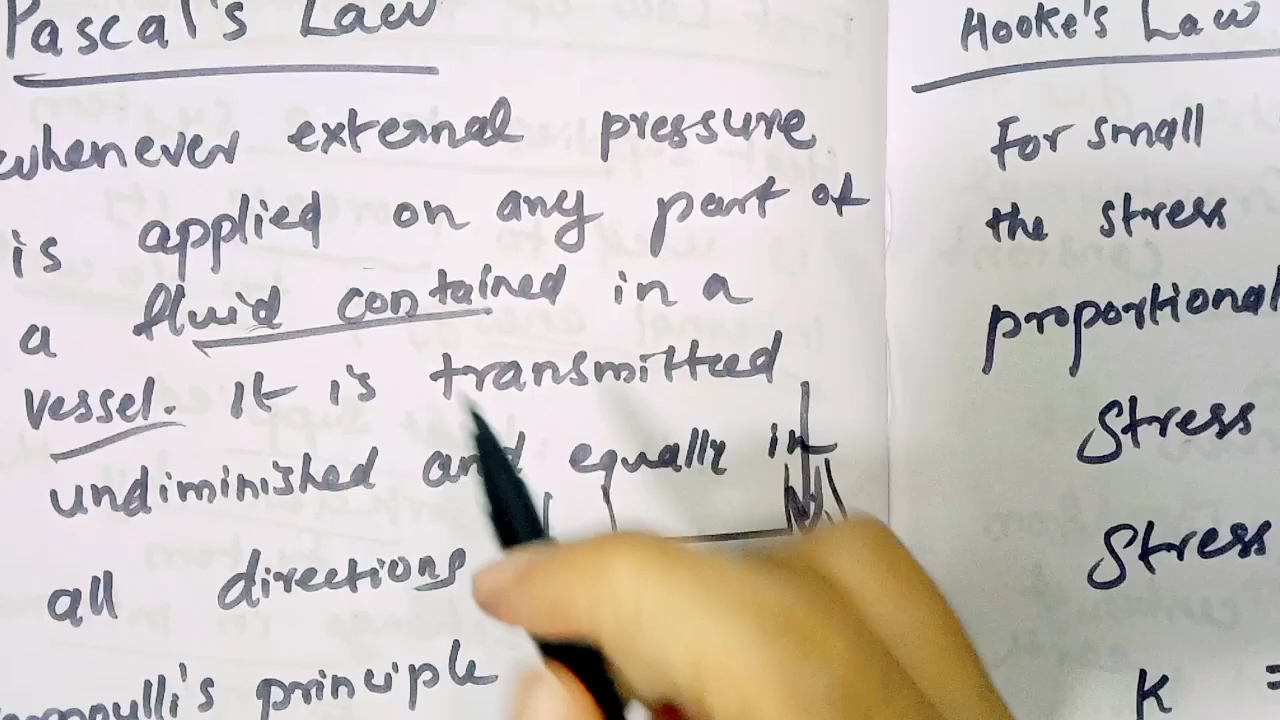 Pascal's Law
whenever external pressure
is applied on any part of
a fluid contained in a
vessel. It is transmitted
undiminished and equally in
all directions
Bernoulli's principle
Hooke's Law
For small
the stress
proportional
Stress
Stress
K =